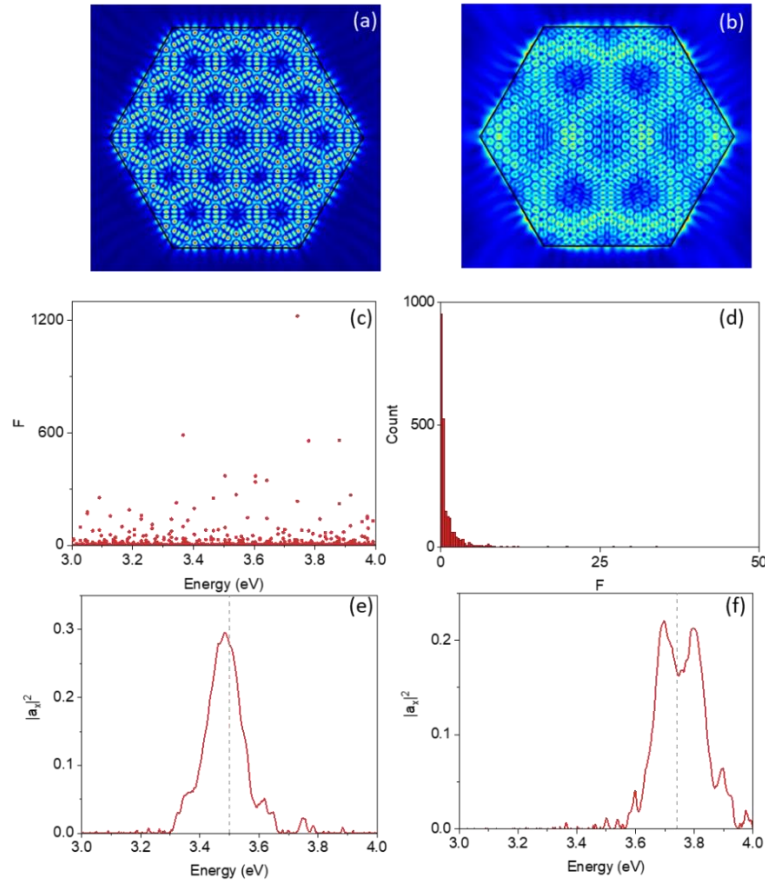 (a)
(b)
1200
600
0
F
(c)
3.0 3.2 3.4 3.6 3.8 4.0
Energy (eV)
1000
500
0
Count
(d)
0 25 50
F
0.3
0.2
0.1
0.0
|aₓ|²
(e)
3.0 3.2 3.4 3.6 3.8 4.0
Energy (eV)
0.2
0.1
0.0
|aₓ|²
(f)
3.0 3.2 3.4 3.6 3.8 4.0
Energy (eV)